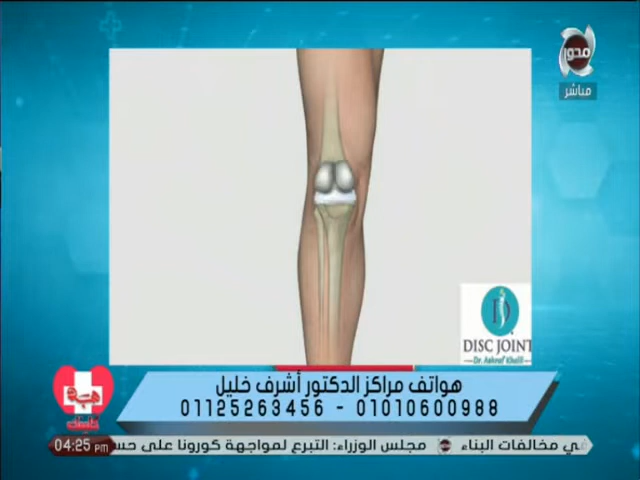 محور
مباشر
DISC JOINT
Dr. Ashraf Khalil
هواتف مراكز الدكتور أشرف خليل
01125263456 - 01010600988
04:25 PM
في مخالفات البناء
مجلس الوزراء: التبرع لمواجهة كورونا على حس